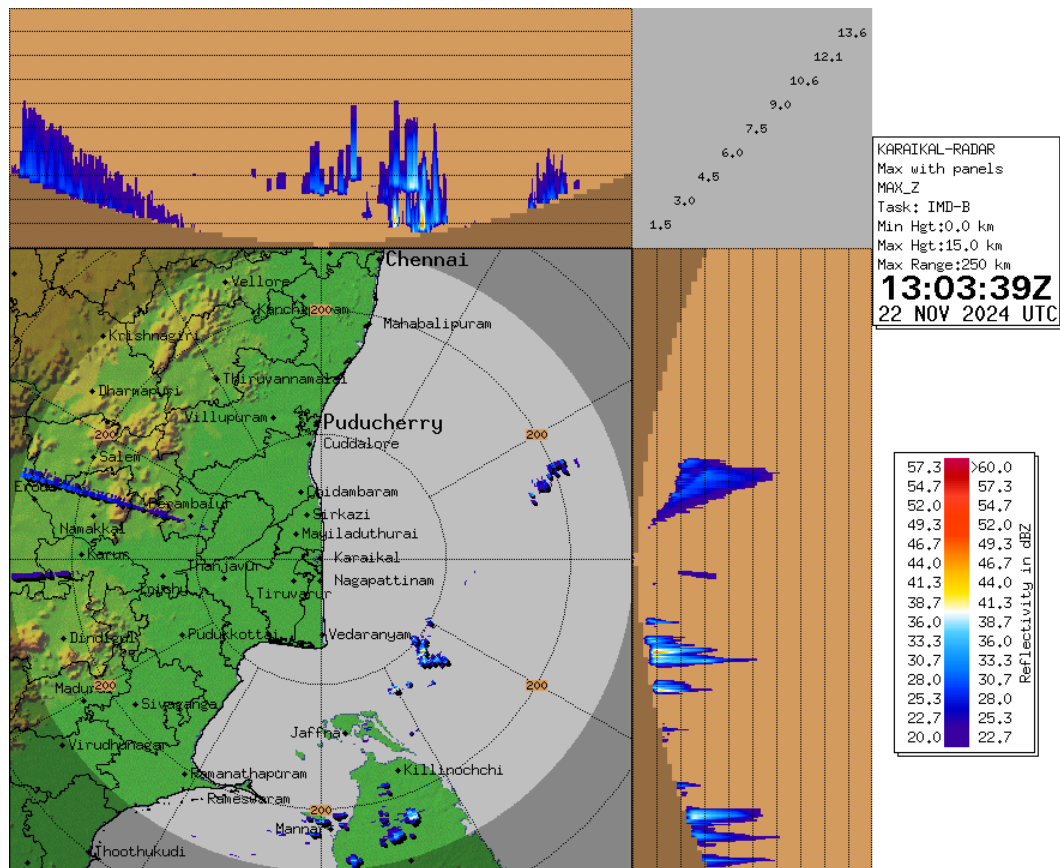 13.6
12.1
10.6
9.0
7.5
6.0
4.5
3.0
1.5
KARAIKAL-RADAR
Max with panels
MAX_Z
Task: IMD-B
Min Hgt:0.0 km
Max Hgt:15.0 km
Max Range:250 km
13:03:39Z
22 NOV 2024 UTC
Chennai
Vellore
200
Mahabalipuram
Krishnagiri
Thiruvannamalai
Dharmapuri
Villupuram
Puducherry
200
200
Cuddalore
Salem
Chidambaram
Perambalur
Sirkazi
Namakkal
Mayiladuthurai
Karur
Karaikal
Thanjavur
Nagapattinam
Tiruvarur
Dindigul
Pudukkottai
Vedaranyam
200
200
Sivaganga
Jaffna
Virudhunagar
Killinochchi
Ramanathapuram
Rameswaram
200
Mannar
Thoothukudi
57.3 >60.0
54.7 57.3
52.0 54.7
49.3 52.0
46.7 49.3
44.0 46.7
41.3 44.0
38.7 41.3
36.0 38.7
33.3 36.0
30.7 33.3
28.0 30.7
25.3 28.0
22.7 25.3
20.0 22.7
Reflectivity in dBZ